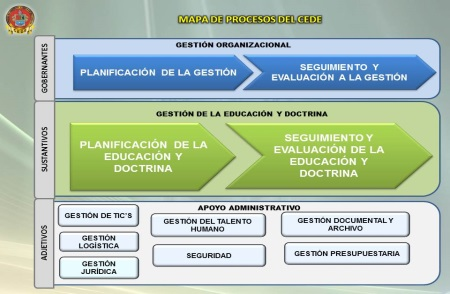 MAPA DE PROCESOS DEL CEDE
GOBERNANTES
GESTIÓN ORGANIZACIONAL
PLANIFICACIÓN DE LA GESTIÓN
SEGUIMIENTO Y
EVALUACIÓN A LA GESTIÓN
SUSTANTIVOS
GESTIÓN DE LA EDUCACIÓN Y DOCTRINA
PLANIFICACIÓN DE LA
EDUCACIÓN Y
DOCTRINA
SEGUIMIENTO Y
EVALUACIÓN DE LA
EDUCACIÓN Y
DOCTRINA
ADJETIVOS
APOYO ADMINISTRATIVO
GESTIÓN DE TIC'S
GESTIÓN
LOGÍSTICA
GESTIÓN
JURÍDICA
GESTIÓN DEL TALENTO
HUMANO
SEGURIDAD
GESTIÓN DOCUMENTAL Y
ARCHIVO
GESTIÓN PRESUPUESTARIA